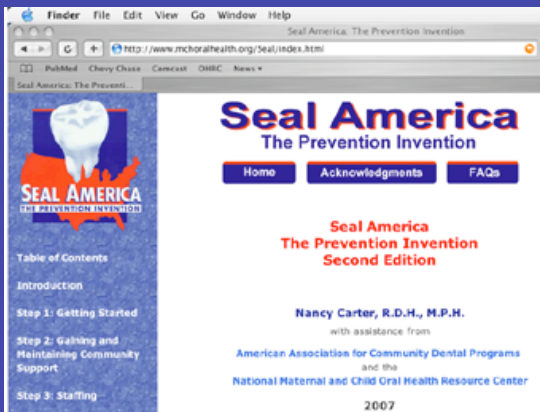 Finder File Edit View Go Window Help
Seal America: The Prevention Invention
http://www.mchoralhealth.org/Seal/index.html
PubMed Chevy Chase Comcast OHRC News
Seal America: The Preventi...
SEAL AMERICA
THE PREVENTION INVENTION
Table of Contents
Introduction
Step 1: Getting Started
Step 2: Gaining and
Maintaining Community
Support
Step 3: Staffing
Seal America
The Prevention Invention
Home Acknowledgments FAQs
Seal America
The Prevention Invention
Second Edition
Nancy Carter, R.D.H., M.P.H.
with assistance from
American Association for Community Dental Programs
and the
National Maternal and Child Oral Health Resource Center
2007